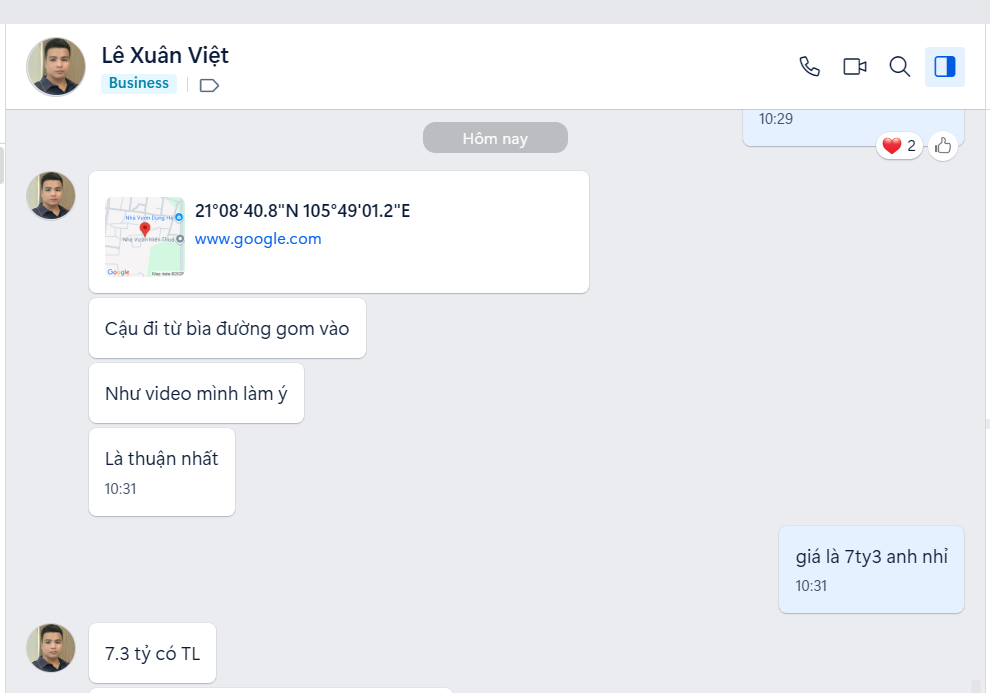 Lê Xuân Việt
Business
10:29
2
Hôm nay
21°08'40.8"N 105°49'01.2"E
www.google.com
Google
Cậu đi từ bìa đường gom vào
Như video mình làm ý
Là thuận nhất
10:31
giá là 7ty3 anh nhỉ
10:31
7.3 tỷ có TL